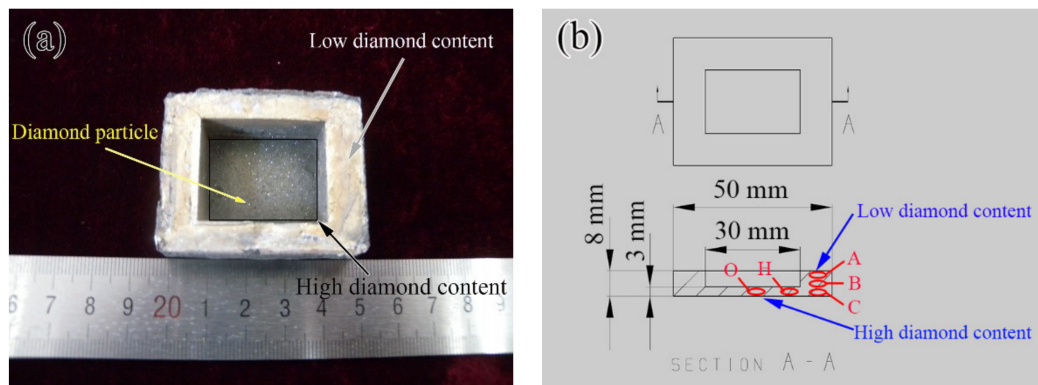 (a)
Low diamond content
Diamond particle
High diamond content
6 7 8 9 20 1 2 3 4 5 6 7 8 9
(b)
A A
50 mm
Low diamond content
30 mm
8 mm
3 mm
O H A
B
C
High diamond content
SECTION A - A